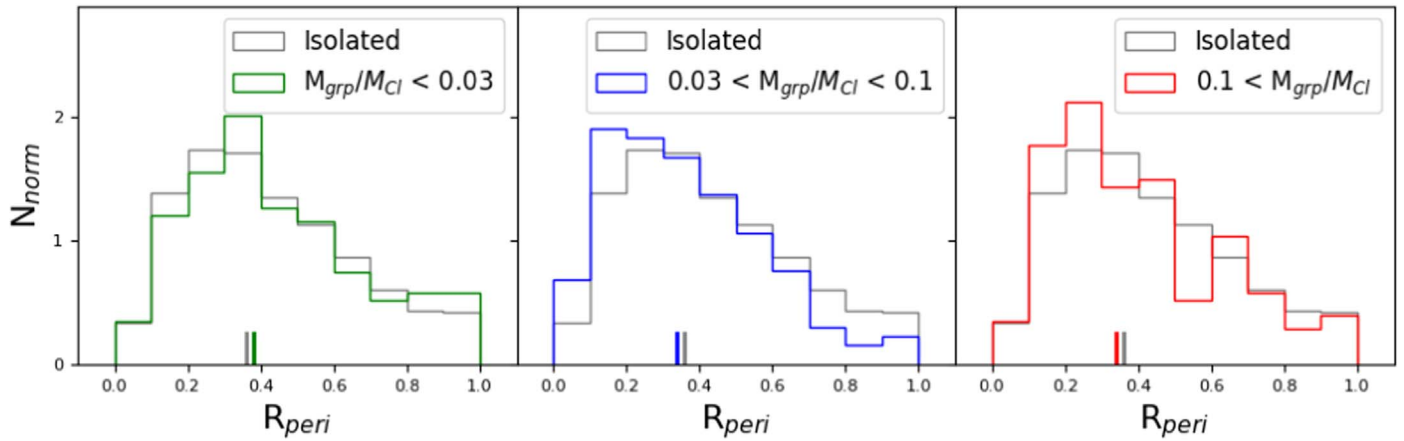 Isolated
M_grp/M_Cl < 0.03
Isolated
0.03 < M_grp/M_Cl < 0.1
Isolated
0.1 < M_grp/M_Cl
N_norm
2
1
0
0.0 0.2 0.4 0.6 0.8 1.0
0.0 0.2 0.4 0.6 0.8 1.0
0.0 0.2 0.4 0.6 0.8 1.0
R_peri
R_peri
R_peri